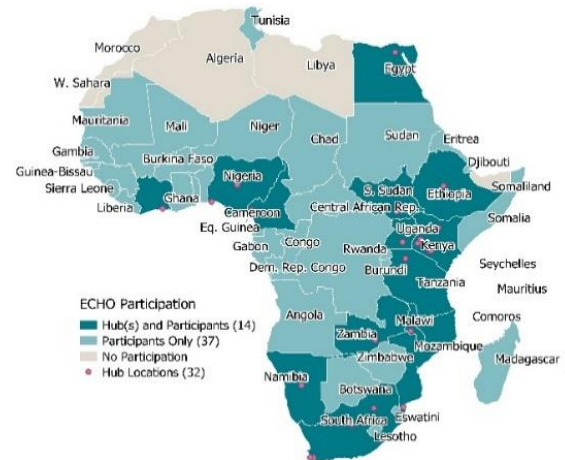 Tunisia
Morocco
Algeria
Libya
Egypt
W. Sahara
Mauritania
Mali
Niger
Chad
Sudan
Eritrea
Gambia
Burkina Faso
Djibouti
Guinea-Bissau
Nigeria
S. Sudan
Ethiopia
Somaliland
Sierra Leone
Ghana
Liberia
Cameroon
Central African Rep.
Somalia
Eq. Guinea
Uganda
Kenya
Gabon
Congo
Rwanda
Dem. Rep. Congo
Burundi
Seychelles
Tanzania
Mauritius
ECHO Participation
Hub(s) and Participants (14)
Participants Only (37)
No Participation
Hub Locations (32)
Angola
Malawi
Comoros
Zambia
Mozambique
Zimbabwe
Madagascar
Namibia
Botswana
South Africa
Eswatini
Lesotho